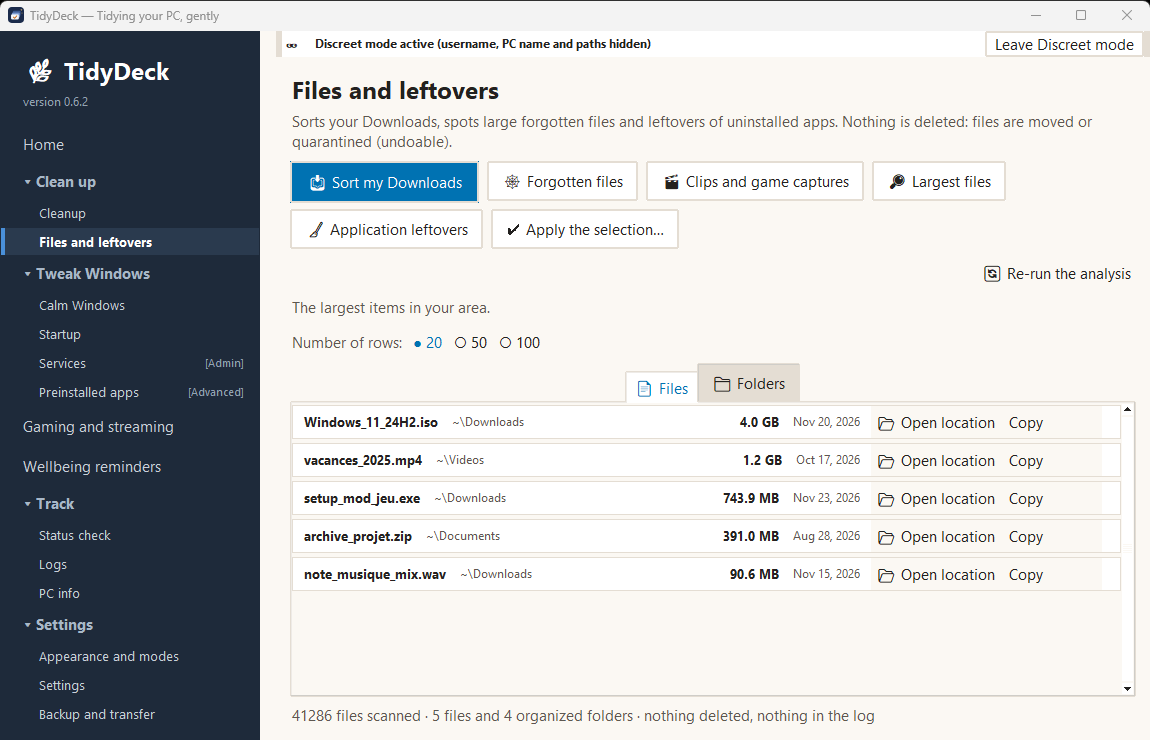 TidyDeck — Tidying your PC, gently
TidyDeck
version 0.6.2
Home
Clean up
Cleanup
Files and leftovers
Tweak Windows
Calm Windows
Startup
Services [Admin]
Preinstalled apps [Advanced]
Gaming and streaming
Wellbeing reminders
Track
Status check
Logs
PC info
Settings
Appearance and modes
Settings
Backup and transfer
Discreet mode active (username, PC name and paths hidden) Leave Discreet mode
Files and leftovers
Sorts your Downloads, spots large forgotten files and leftovers of uninstalled apps. Nothing is deleted: files are moved or
quarantined (undoable).
Sort my Downloads Forgotten files Clips and game captures Largest files
Application leftovers Apply the selection...
Re-run the analysis
The largest items in your area.
Number of rows: 20 50 100
Files Folders
Windows_11_24H2.iso ~\Downloads 4.0 GB Nov 20, 2026 Open location Copy
vacances_2025.mp4 ~\Videos 1.2 GB Oct 17, 2026 Open location Copy
setup_mod_jeu.exe ~\Downloads 743.9 MB Nov 23, 2026 Open location Copy
archive_projet.zip ~\Documents 391.0 MB Aug 28, 2026 Open location Copy
note_musique_mix.wav ~\Downloads 90.6 MB Nov 15, 2026 Open location Copy
41286 files scanned · 5 files and 4 organized folders · nothing deleted, nothing in the log